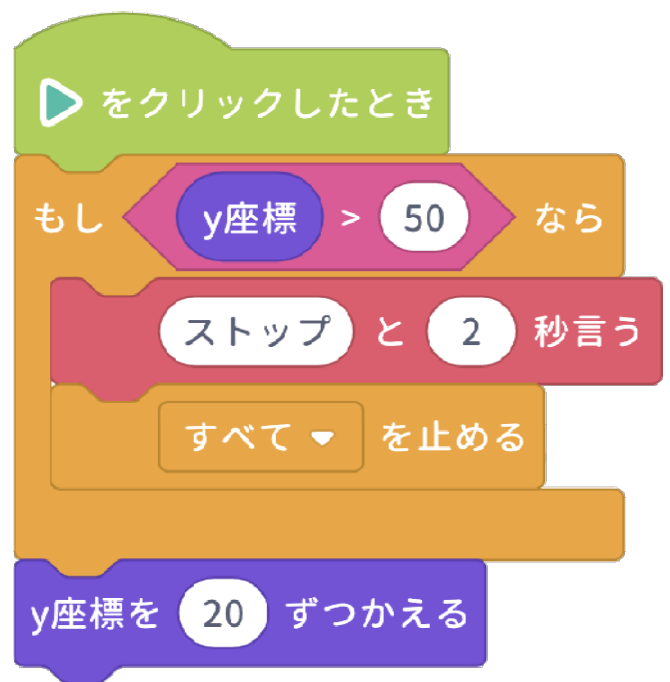 をクリックしたとき
もし y座標 > 50 なら
ストップ と 2 秒言う
すべて を止める
y座標を 20 ずつかえる